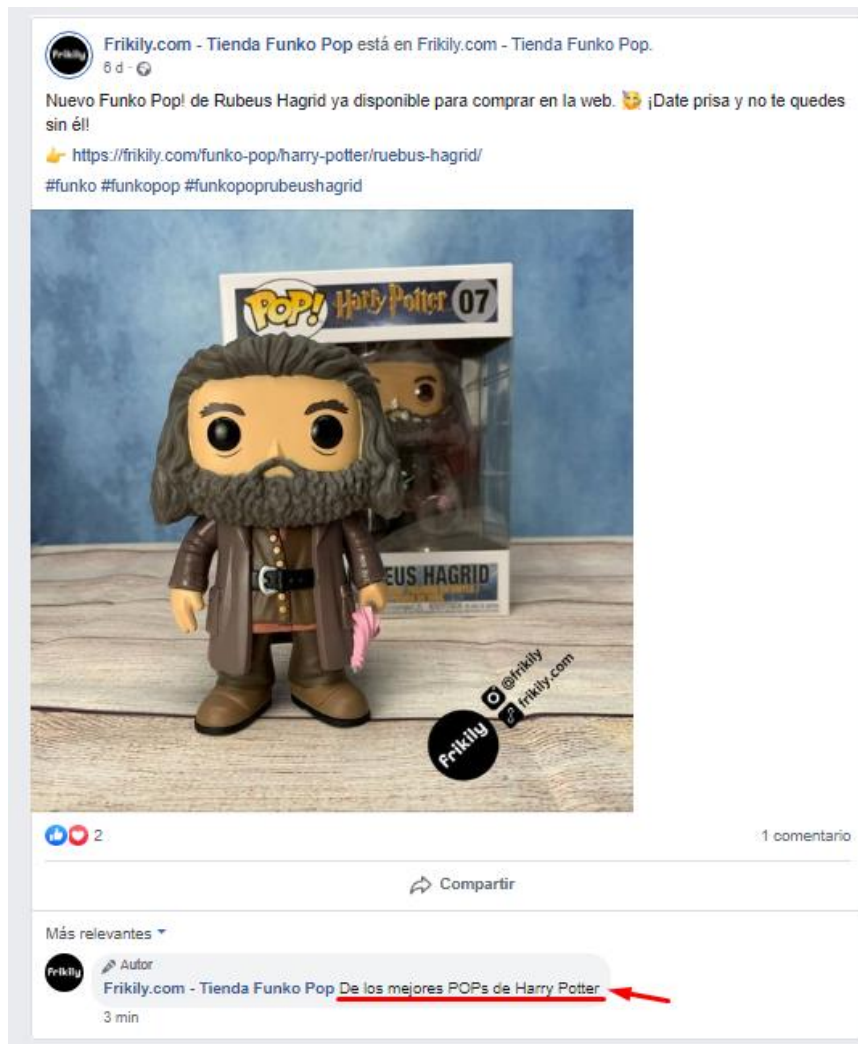 Frikily.com - Tienda Funko Pop está en Frikily.com - Tienda Funko Pop.
6 d ·
Nuevo Funko Pop! de Rubeus Hagrid ya disponible para comprar en la web. 🥳 ¡Date prisa y no te quedes
sin él!
👉 https://frikily.com/funko-pop/harry-potter/ruebus-hagrid/
#funko #funkopop #funkopoprubeushagrid
POP! Harry Potter 07
EUS HAGRID
@frikily
frikily.com
Frikily
2
1 comentario
Compartir
Más relevantes
Frikily
Autor
Frikily.com - Tienda Funko Pop De los mejores POPs de Harry Potter
3 min